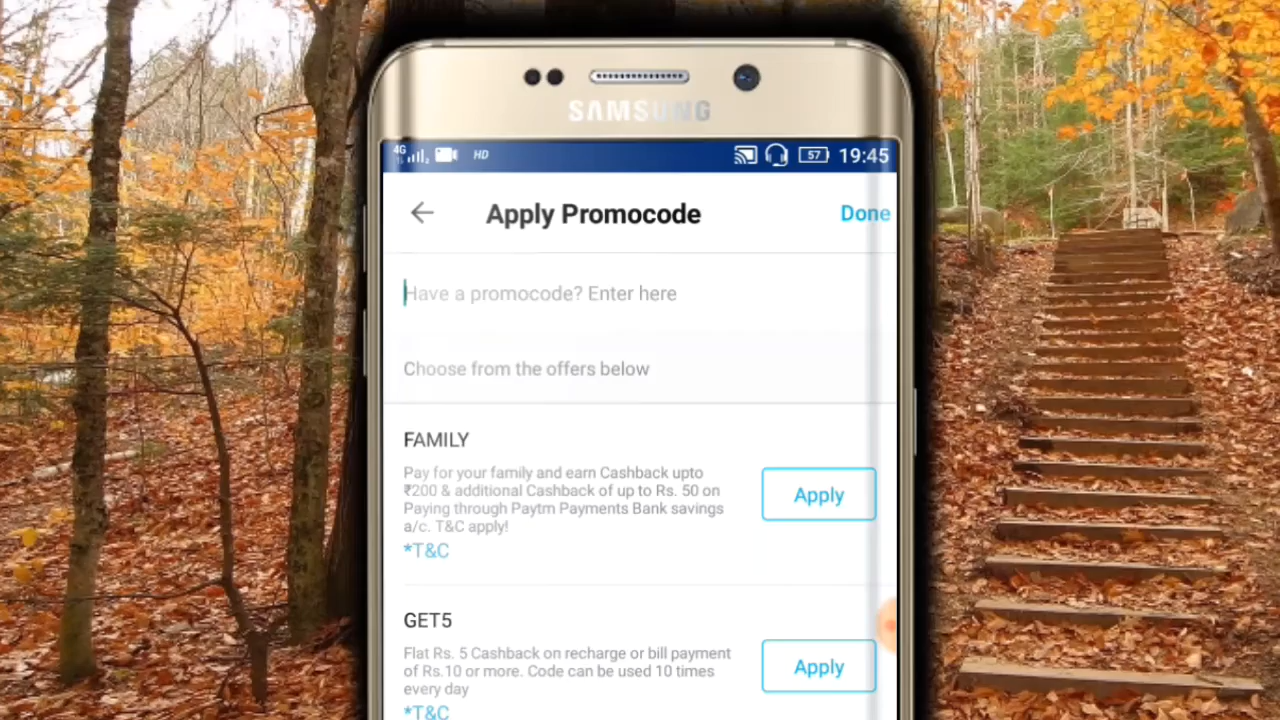 SAMSUNG
4G HD 57 19:45
Apply Promocode Done
Have a promocode? Enter here
Choose from the offers below
FAMILY
Pay for your family and earn Cashback upto
₹200 & additional Cashback of up to Rs. 50 on
Paying through Paytm Payments Bank savings
a/c. T&C apply!
*T&C
Apply
GET5
Flat Rs. 5 Cashback on recharge or bill payment
of Rs.10 or more. Code can be used 10 times
every day
*T&C
Apply